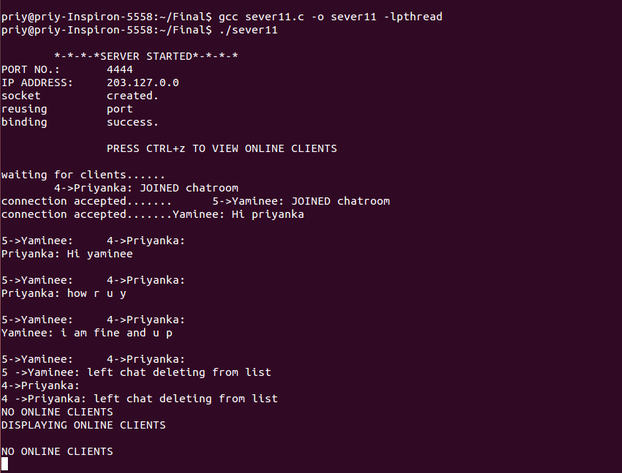 priy@priy-Inspiron-5558:~/Final$ gcc sever11.c -o sever11 -lpthread
priy@priy-Inspiron-5558:~/Final$ ./sever11
*-*-*-*SERVER STARTED*-*-*-*
PORT NO.: 4444
IP ADDRESS: 203.127.0.0
socket created.
reusing port
binding success.
PRESS CTRL+z TO VIEW ONLINE CLIENTS
waiting for clients......
4->Priyanka: JOINED chatroom
connection accepted....... 5->Yaminee: JOINED chatroom
connection accepted.......Yaminee: Hi priyanka
5->Yaminee: 4->Priyanka:
Priyanka: Hi yaminee
5->Yaminee: 4->Priyanka:
Priyanka: how r u y
5->Yaminee: 4->Priyanka:
Yaminee: i am fine and u p
5->Yaminee: 4->Priyanka:
5 ->Yaminee: left chat deleting from list
4->Priyanka:
4 ->Priyanka: left chat deleting from list
NO ONLINE CLIENTS
DISPLAYING ONLINE CLIENTS
NO ONLINE CLIENTS